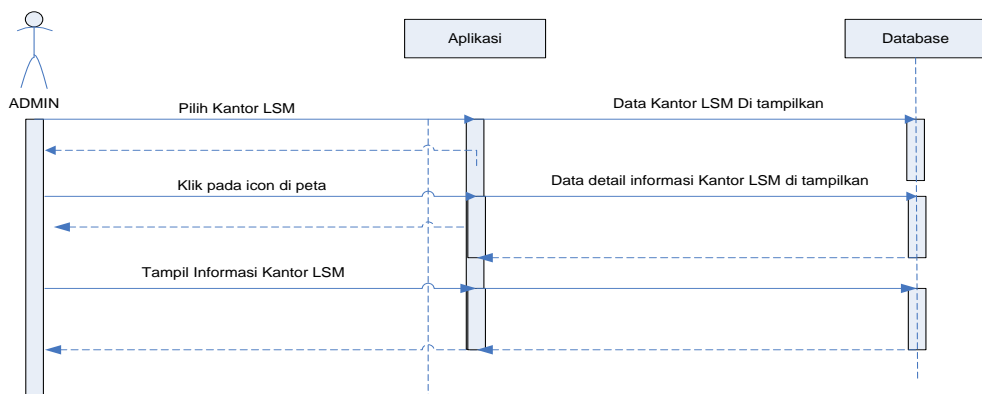 Aplikasi
Database
ADMIN
Pilih Kantor LSM
Data Kantor LSM Di tampilkan
Klik pada icon di peta
Data detail informasi Kantor LSM di tampilkan
Tampil Informasi Kantor LSM